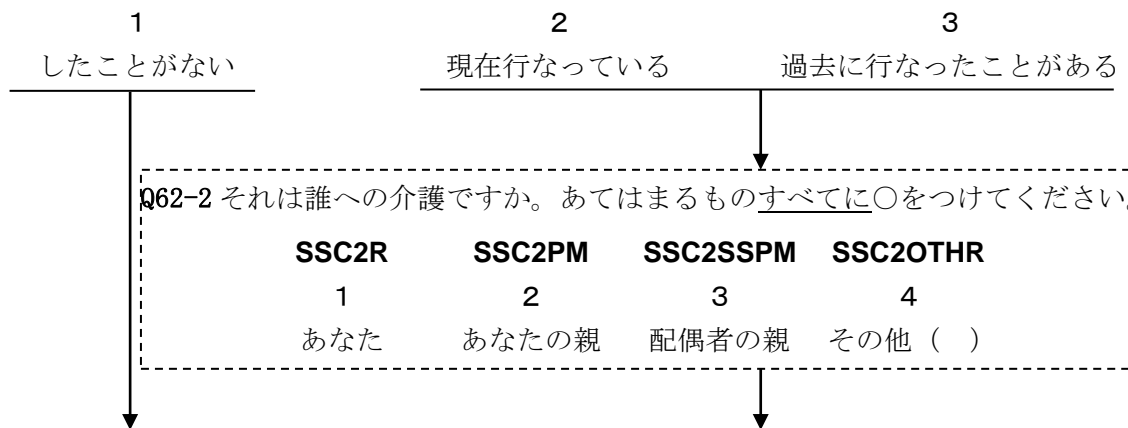 １ ２ ３
したことがない 現在行なっている 過去に行なったことがある
Q62-2 それは誰への介護ですか。あてはまるものすべてに○をつけてください。
SSC2R SSC2PM SSC2SSPM SSC2OTHR
１ ２ ３ ４
あなた あなたの親 配偶者の親 その他（ ）